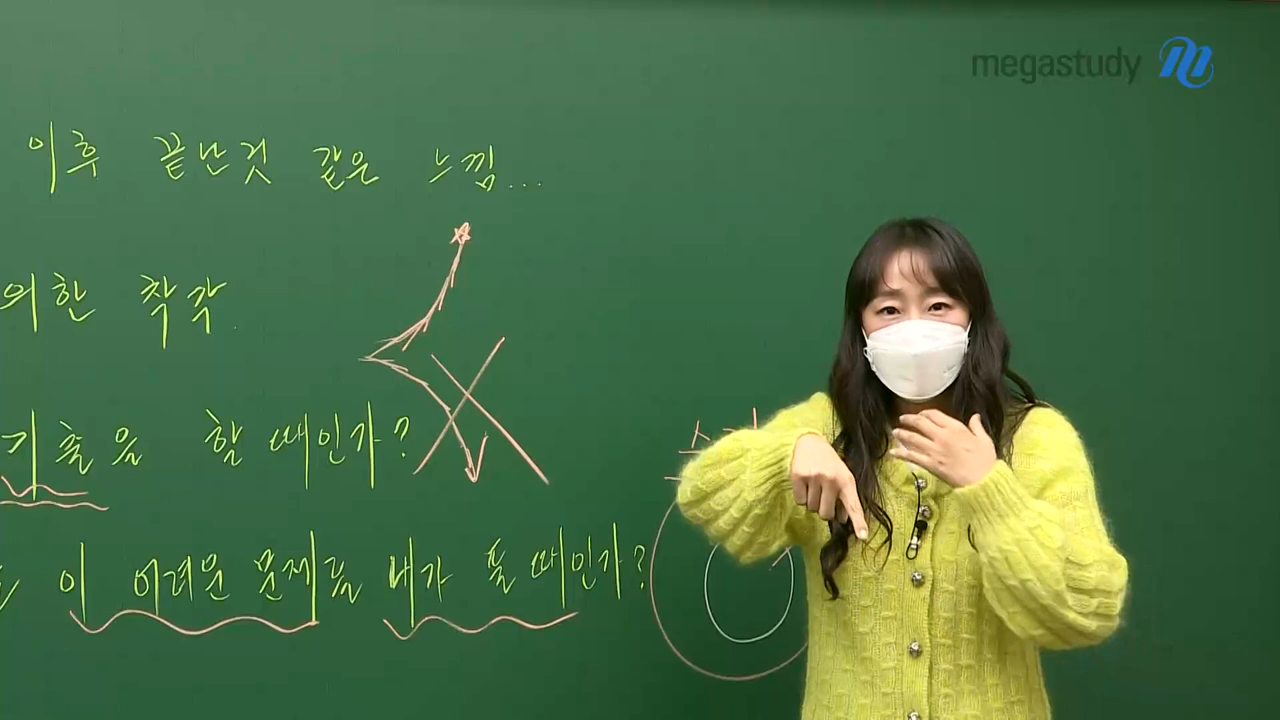 megastudy
이후 끝난것 같은 느낌...
의한 착각.
기출을 할 때인가?
이 어려운 문제를 내가 풀 때인가?